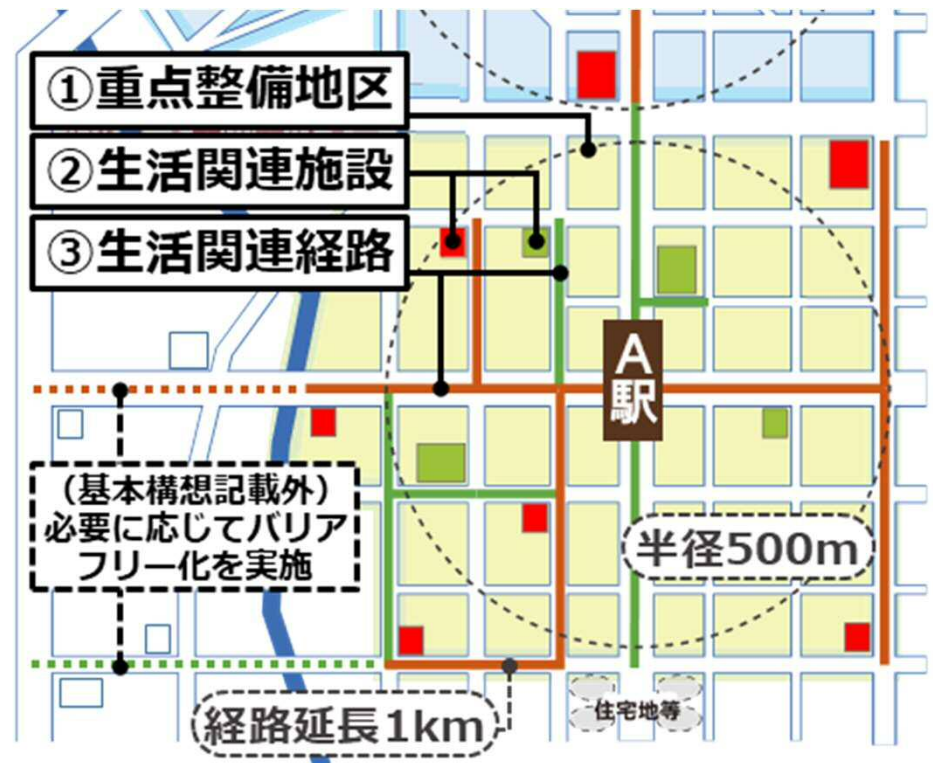 ①重点整備地区
②生活関連施設
③生活関連経路
A駅
（基本構想記載外）
必要に応じてバリア
フリー化を実施
半径500m
経路延長1km
住宅地等